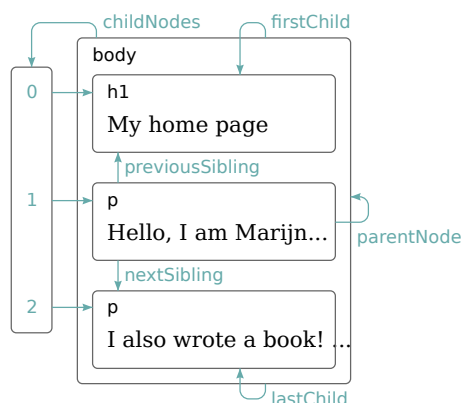 childNodes
firstChild
body
0
h1
My home page
previousSibling
1
p
Hello, I am Marijn...
parentNode
nextSibling
2
p
I also wrote a book! ...
lastChild